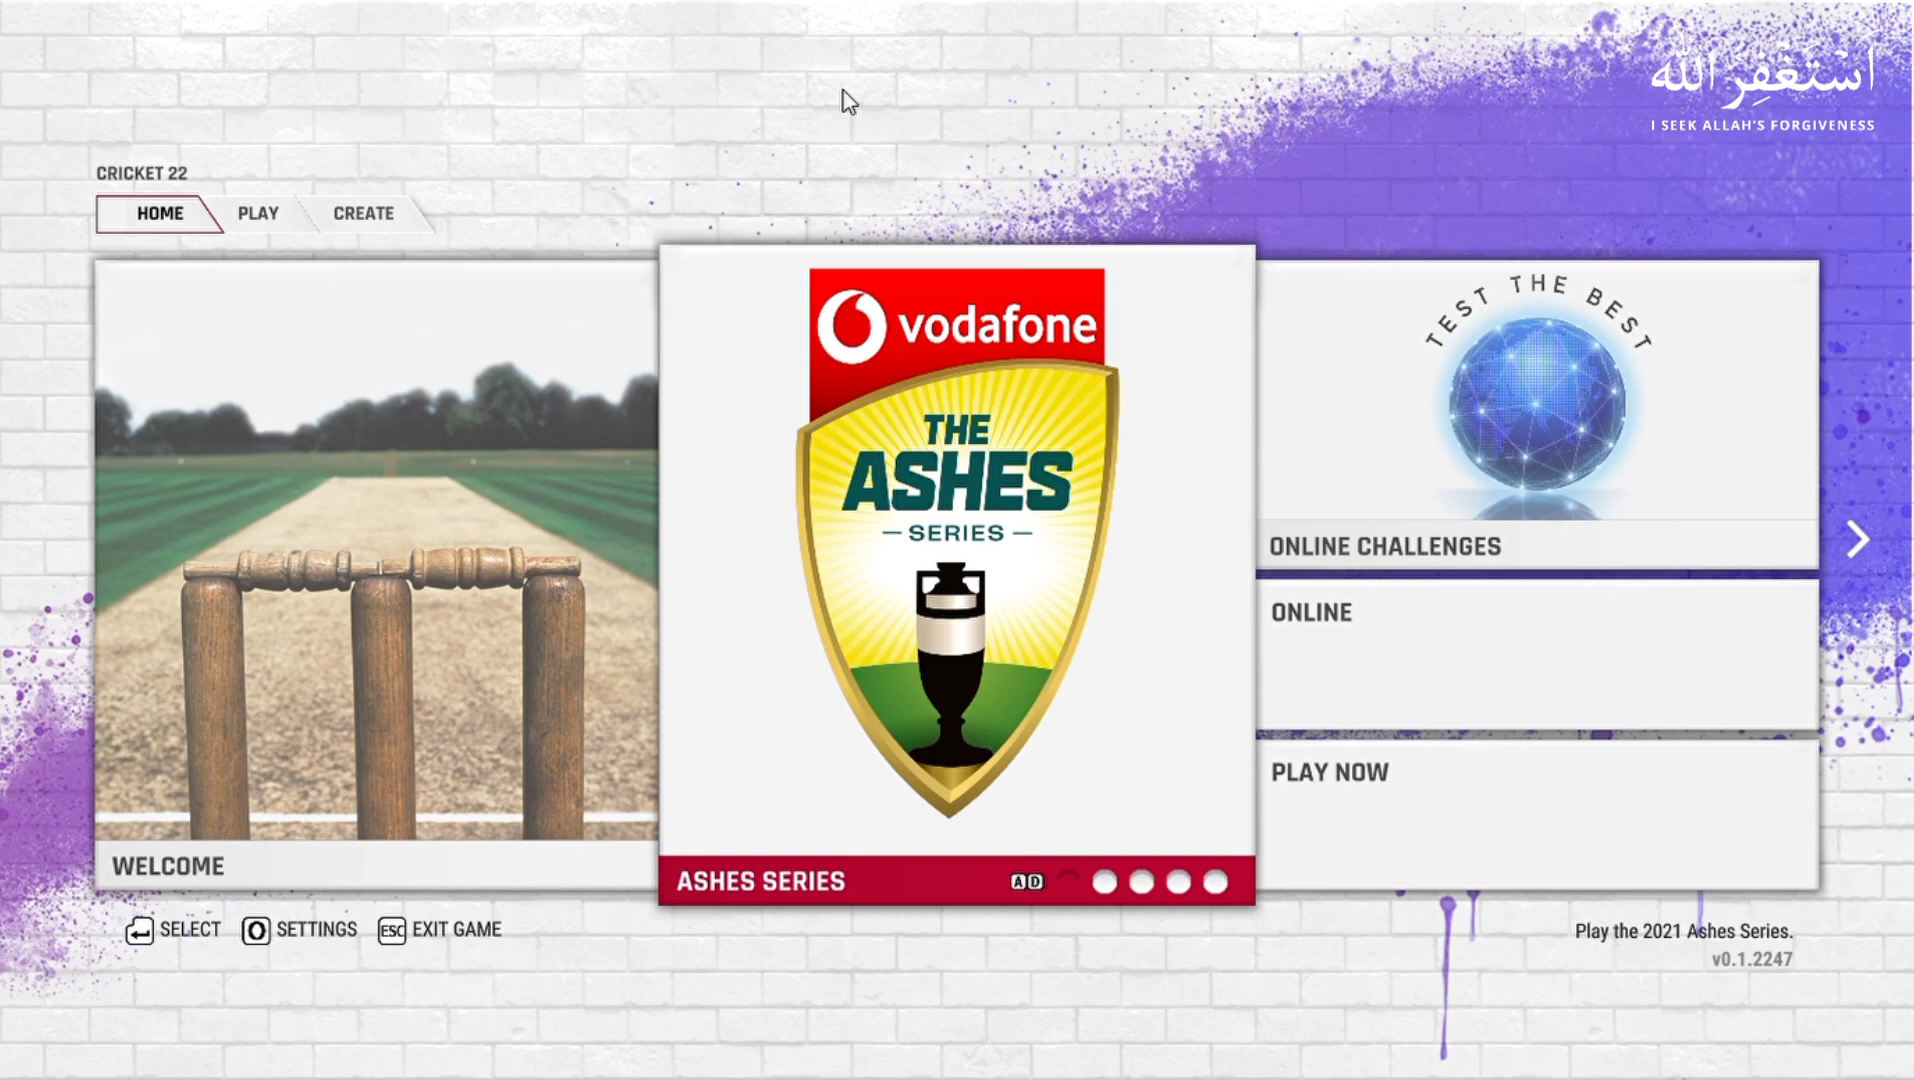 أَسْتَغْفِرُ اللّٰه
I SEEK ALLAH'S FORGIVENESS
CRICKET 22
HOME
PLAY
CREATE
vodafone
THE
ASHES
SERIES
TEST THE BEST
ONLINE CHALLENGES
ONLINE
PLAY NOW
WELCOME
ASHES SERIES
A D
SELECT
O SETTINGS
ESC EXIT GAME
Play the 2021 Ashes Series.
v0.1.2247